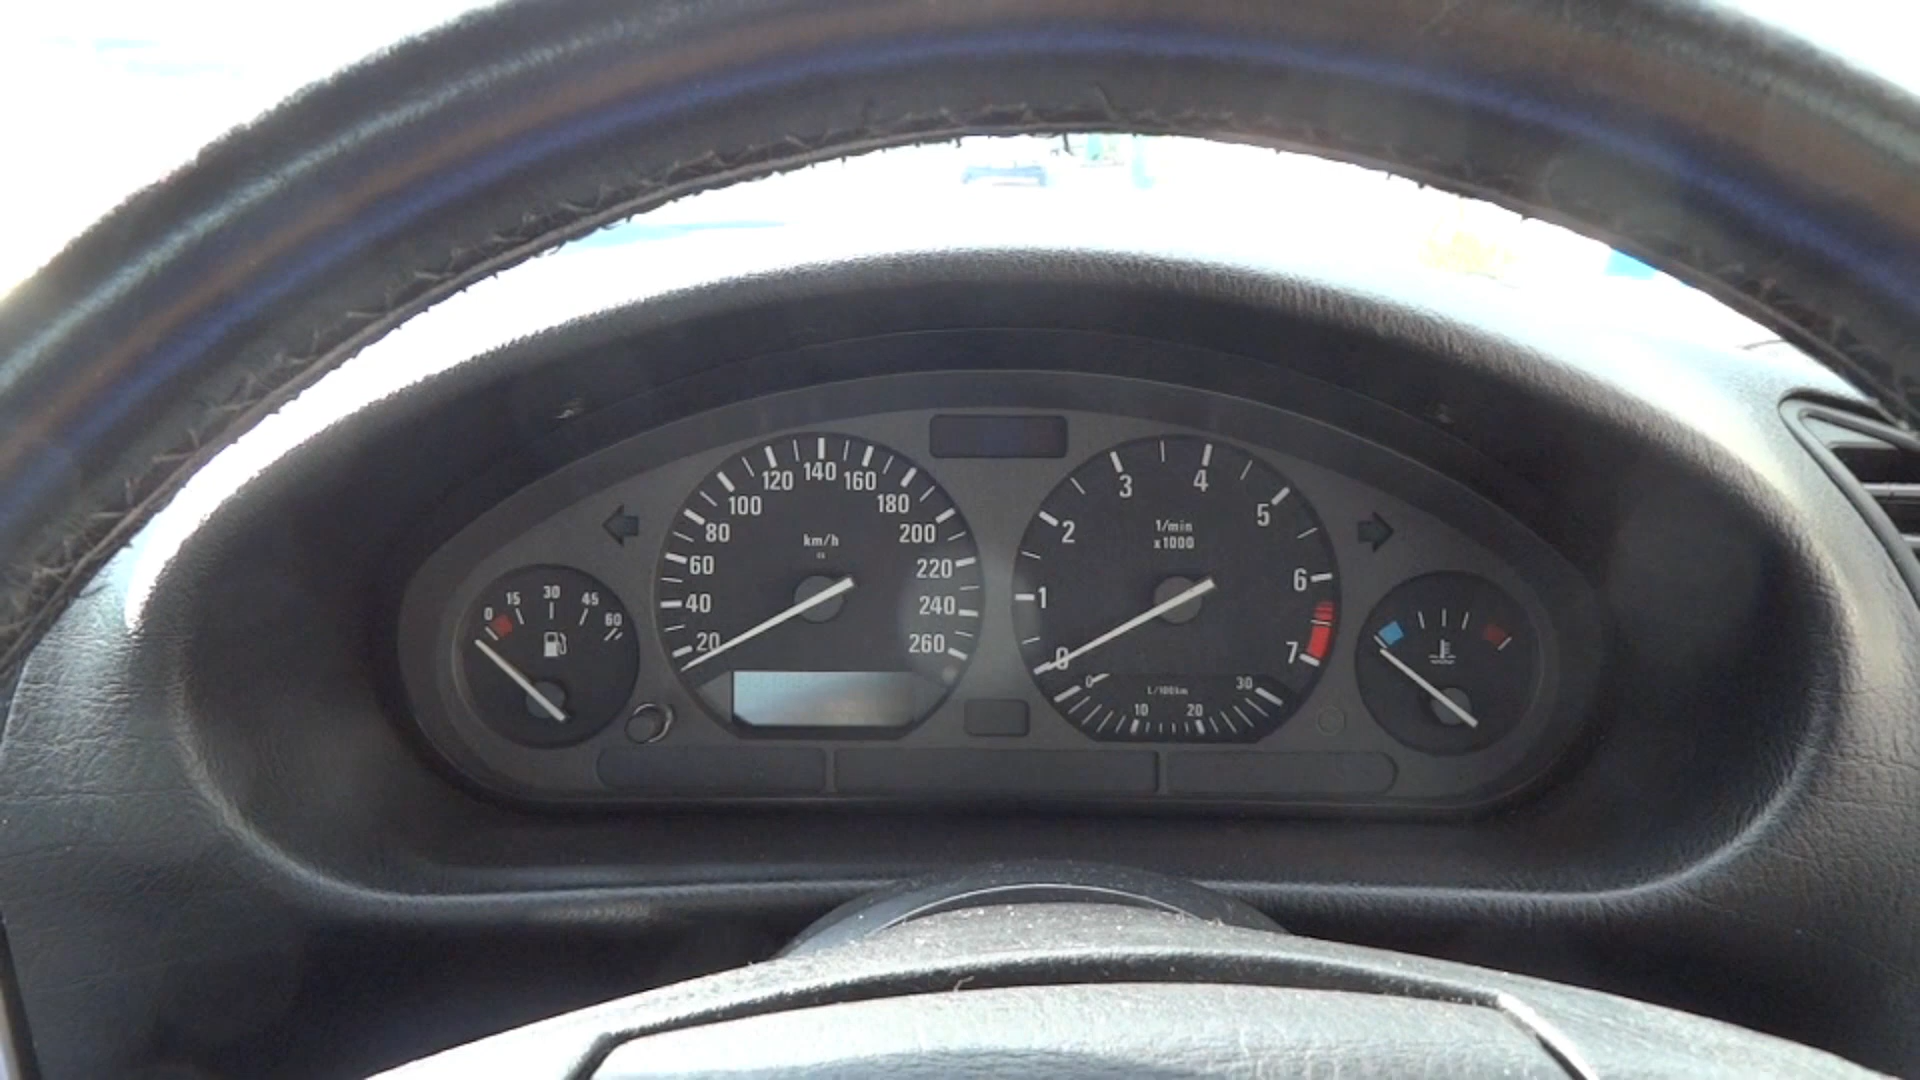 0 15 30 45 60
20 40 60 80 100 120 140 160 180 200 220 240 260
km/h
0 1 2 3 4 5 6 7
1/min
x1000
0 10 20 30
L/100km